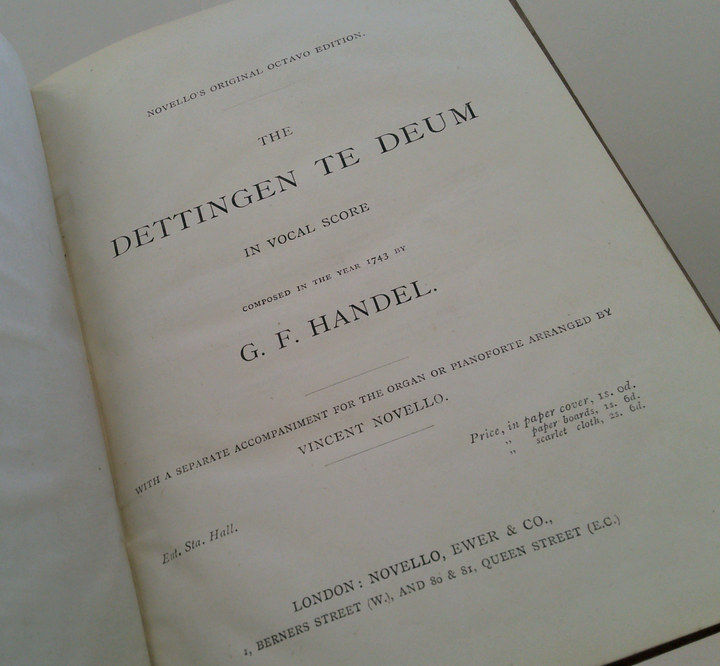 NOVELLO'S ORIGINAL OCTAVO EDITION.
THE
DETTINGEN TE DEUM
IN VOCAL SCORE
COMPOSED IN THE YEAR 1743 BY
G. F. HANDEL.
WITH A SEPARATE ACCOMPANIMENT FOR THE ORGAN OR PIANOFORTE ARRANGED BY
VINCENT NOVELLO.
Price, in paper cover, 1s. 0d.
„ paper boards, 1s. 6d.
„ scarlet cloth, 2s. 6d.
Ent. Sta. Hall.
LONDON: NOVELLO, EWER & CO.,
1, BERNERS STREET (W.), AND 80 & 81, QUEEN STREET (E.C.)